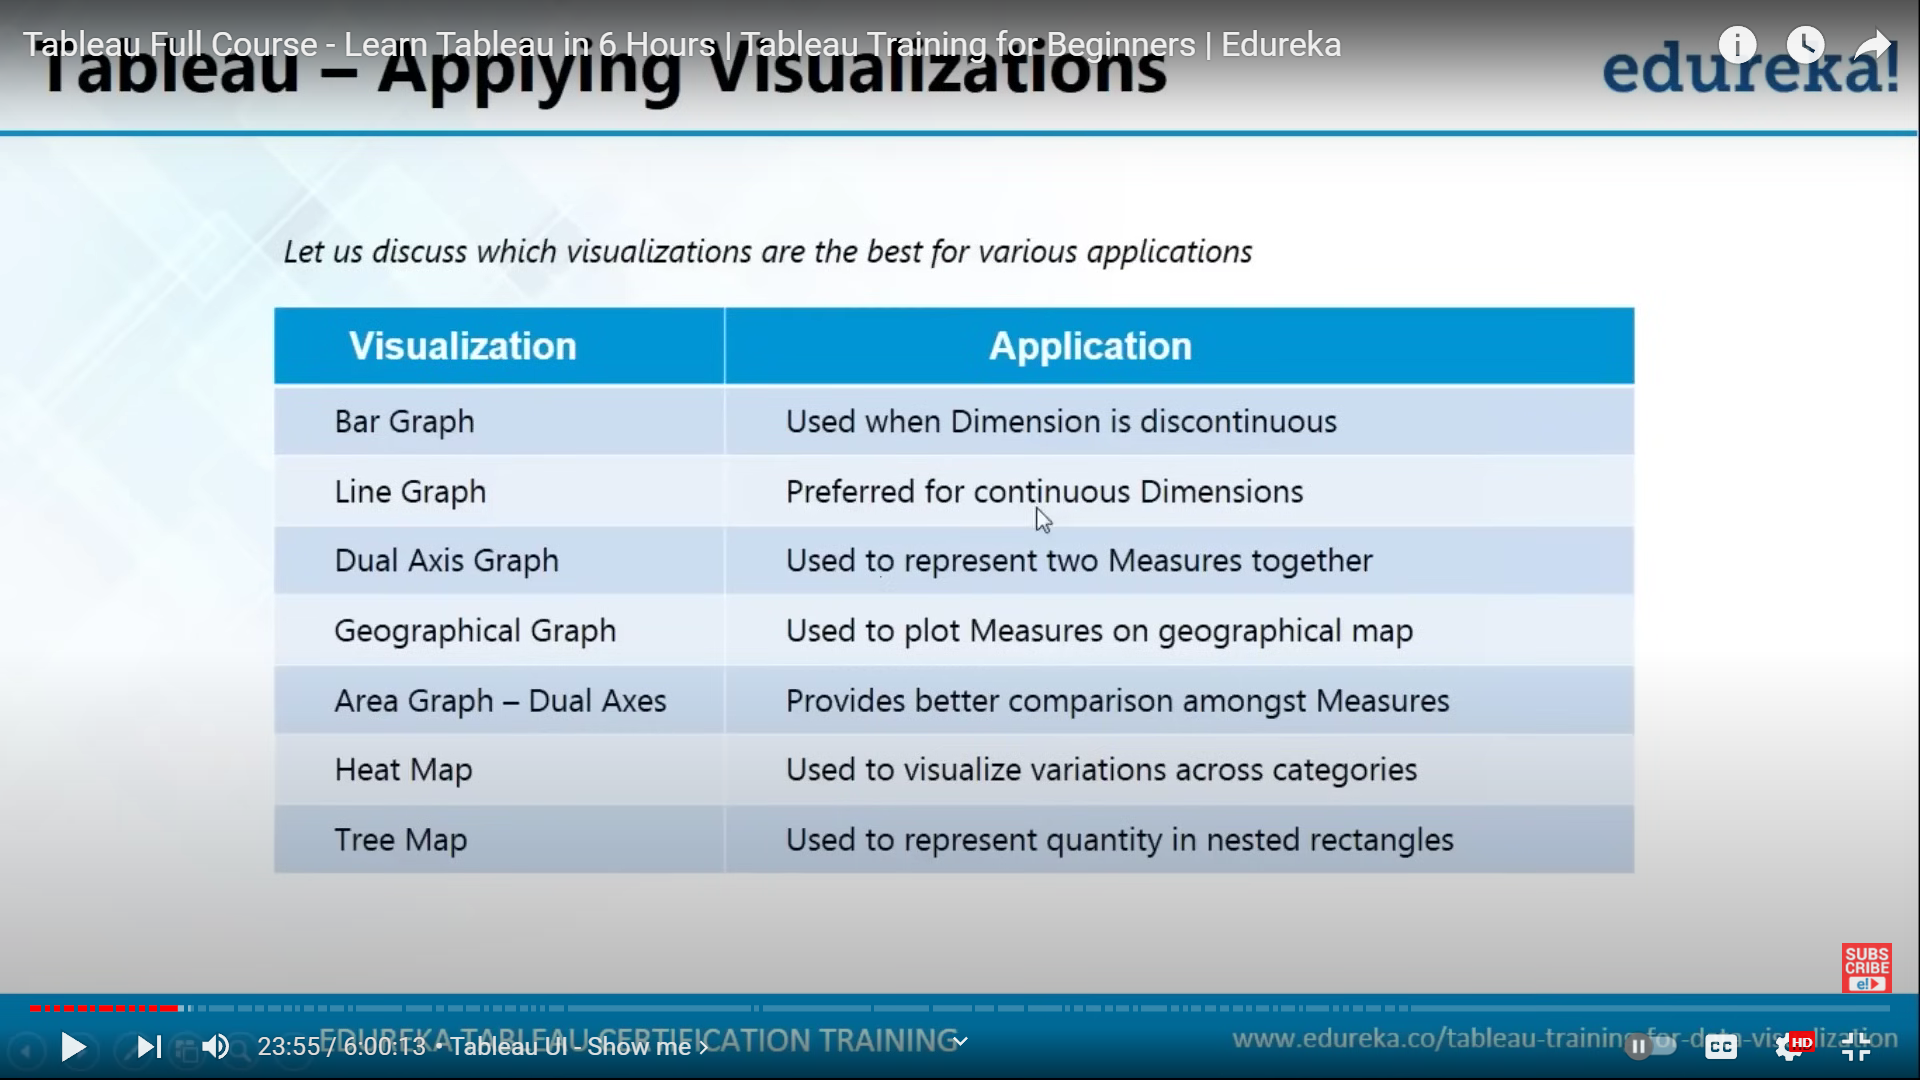 Tableau Full Course - Learn Tableau in 6 Hours | Tableau Training for Beginners | Edureka
Tableau – Applying Visualizations
edureka!
Let us discuss which visualizations are the best for various applications
Visualization Application
Bar Graph Used when Dimension is discontinuous
Line Graph Preferred for continuous Dimensions
Dual Axis Graph Used to represent two Measures together
Geographical Graph Used to plot Measures on geographical map
Area Graph – Dual Axes Provides better comparison amongst Measures
Heat Map Used to visualize variations across categories
Tree Map Used to represent quantity in nested rectangles
SUBS
CRIBE
e!
EDUREKA TABLEAU CERTIFICATION TRAINING
www.edureka.co/tableau-training-for-data-visualization
23:55 / 6:00:13 • Tableau UI - Show me
CC
HD